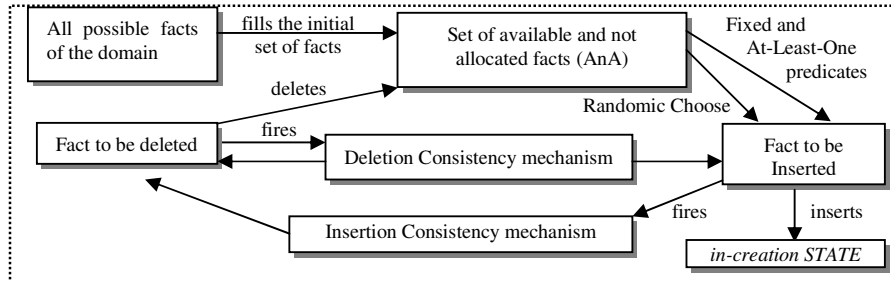 All possible facts
of the domain
fills the initial
set of facts
Set of available and not
allocated facts (AnA)
Fixed and
At-Least-One
predicates
deletes
Randomic Choose
Fact to be deleted
fires
Deletion Consistency mechanism
Fact to be
Inserted
Insertion Consistency mechanism
fires
inserts
in-creation STATE